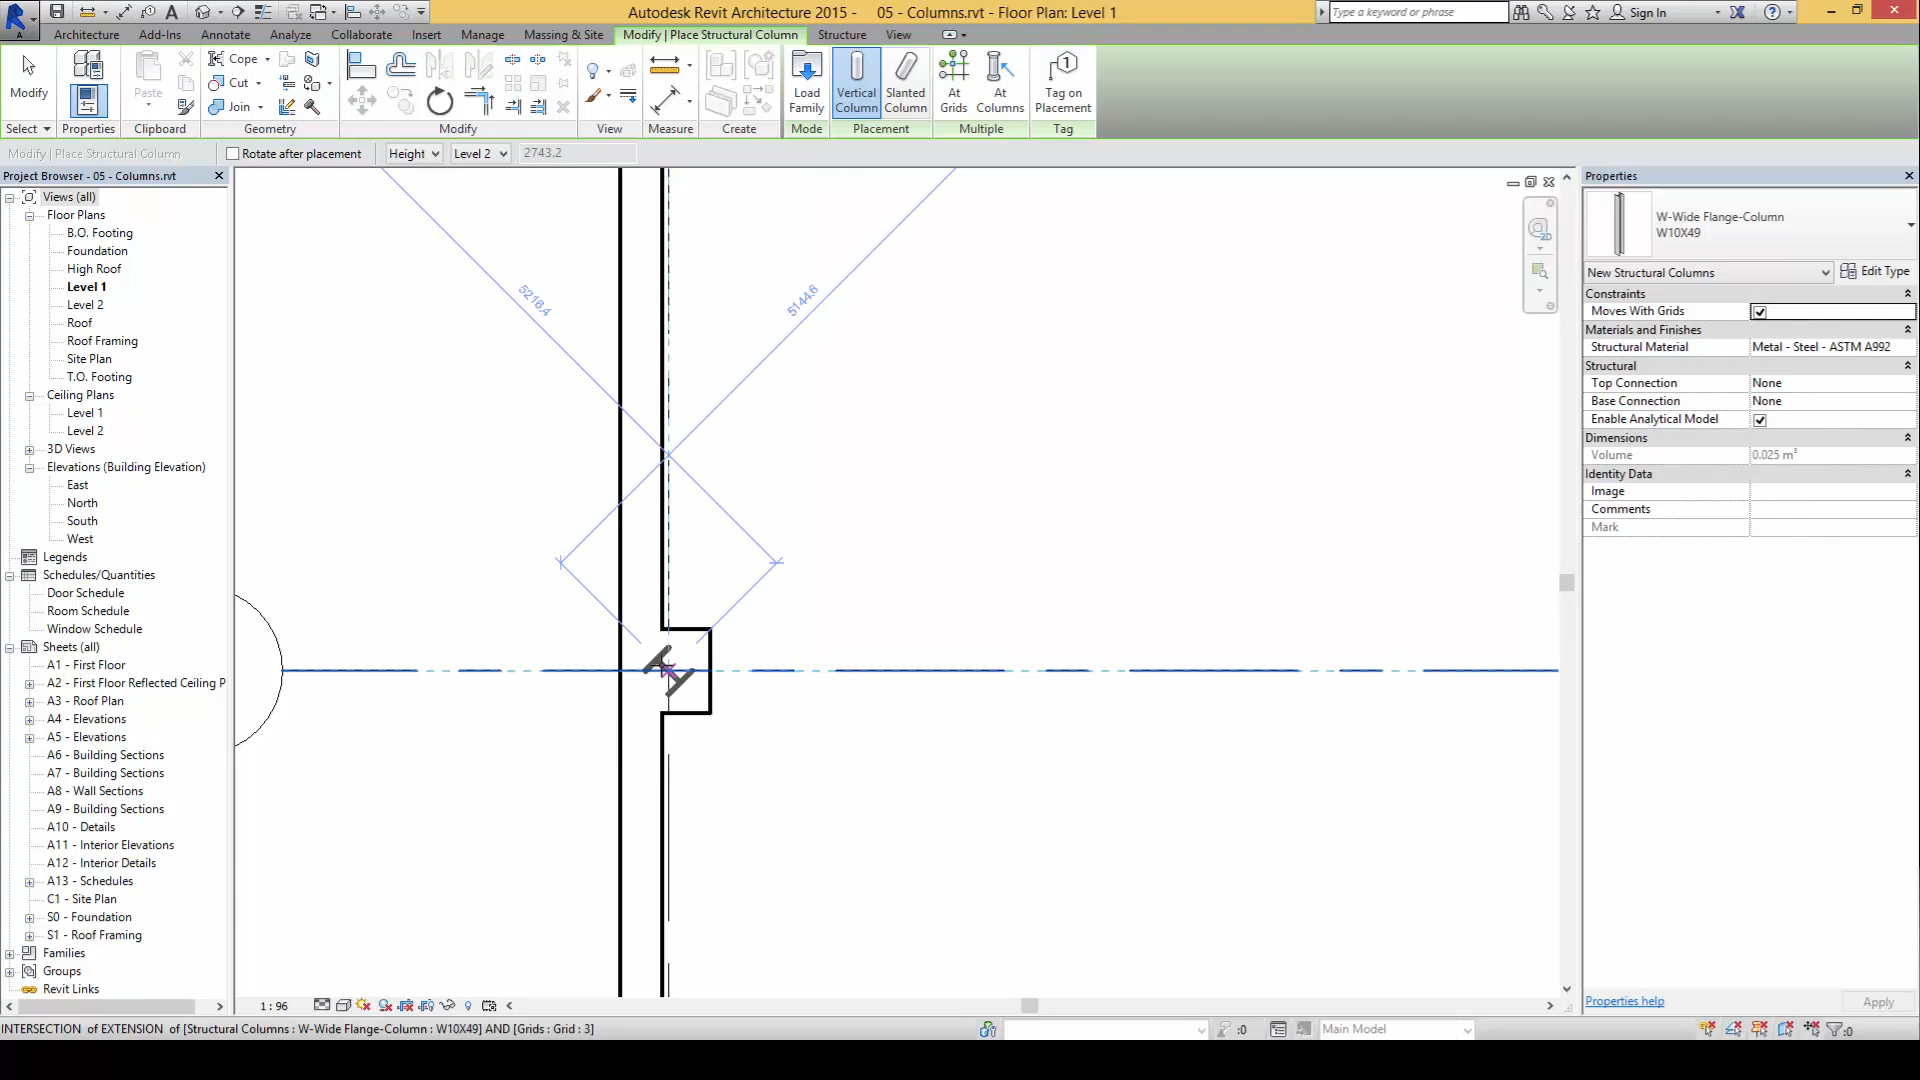 Autodesk Revit Architecture 2015 - 05 - Columns.rvt - Floor Plan: Level 1
Type a keyword or phrase
Sign In
Architecture Add-Ins Annotate Analyze Collaborate Insert Manage Massing & Site Modify | Place Structural Column Structure View
Modify
Paste
Cope
Cut
Join
Load Family
Vertical Column
Slanted Column
At Grids
At Columns
Tag on Placement
Select Properties Clipboard Geometry Modify View Measure Create Mode Placement Multiple Tag
Modify | Place Structural Column
Rotate after placement
Height
Level 2
2743.2
Project Browser - 05 - Columns.rvt
Views (all)
Floor Plans
B.O. Footing
Foundation
High Roof
Level 1
Level 2
Roof
Roof Framing
Site Plan
T.O. Footing
Ceiling Plans
Level 1
Level 2
3D Views
Elevations (Building Elevation)
East
North
South
West
Legends
Schedules/Quantities
Door Schedule
Room Schedule
Window Schedule
Sheets (all)
A1 - First Floor
A2 - First Floor Reflected Ceiling P
A3 - Roof Plan
A4 - Elevations
A5 - Elevations
A6 - Building Sections
A7 - Building Sections
A8 - Wall Sections
A9 - Building Sections
A10 - Details
A11 - Interior Elevations
A12 - Interior Details
A13 - Schedules
C1 - Site Plan
S0 - Foundation
S1 - Roof Framing
Families
Groups
Revit Links
5216.4
5144.6
2D
1 : 96
Properties
W-Wide Flange-Column
W10X49
New Structural Columns
Edit Type
Constraints
Moves With Grids
Materials and Finishes
Structural Material Metal - Steel - ASTM A992
Structural
Top Connection None
Base Connection None
Enable Analytical Model
Dimensions
Volume 0.025 m³
Identity Data
Image
Comments
Mark
Properties help
Apply
INTERSECTION of EXTENSION of [Structural Columns : W-Wide Flange-Column : W10X49] AND [Grids : Grid : 3]
:0
Main Model
:0